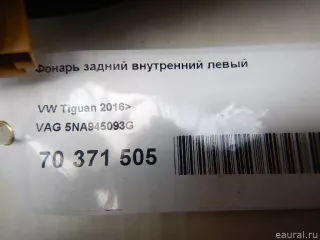 Фонарь задний внутренний левый
VW Tiguan 2016>
VAG 5NA945093G
70 371 505
eaural.ru